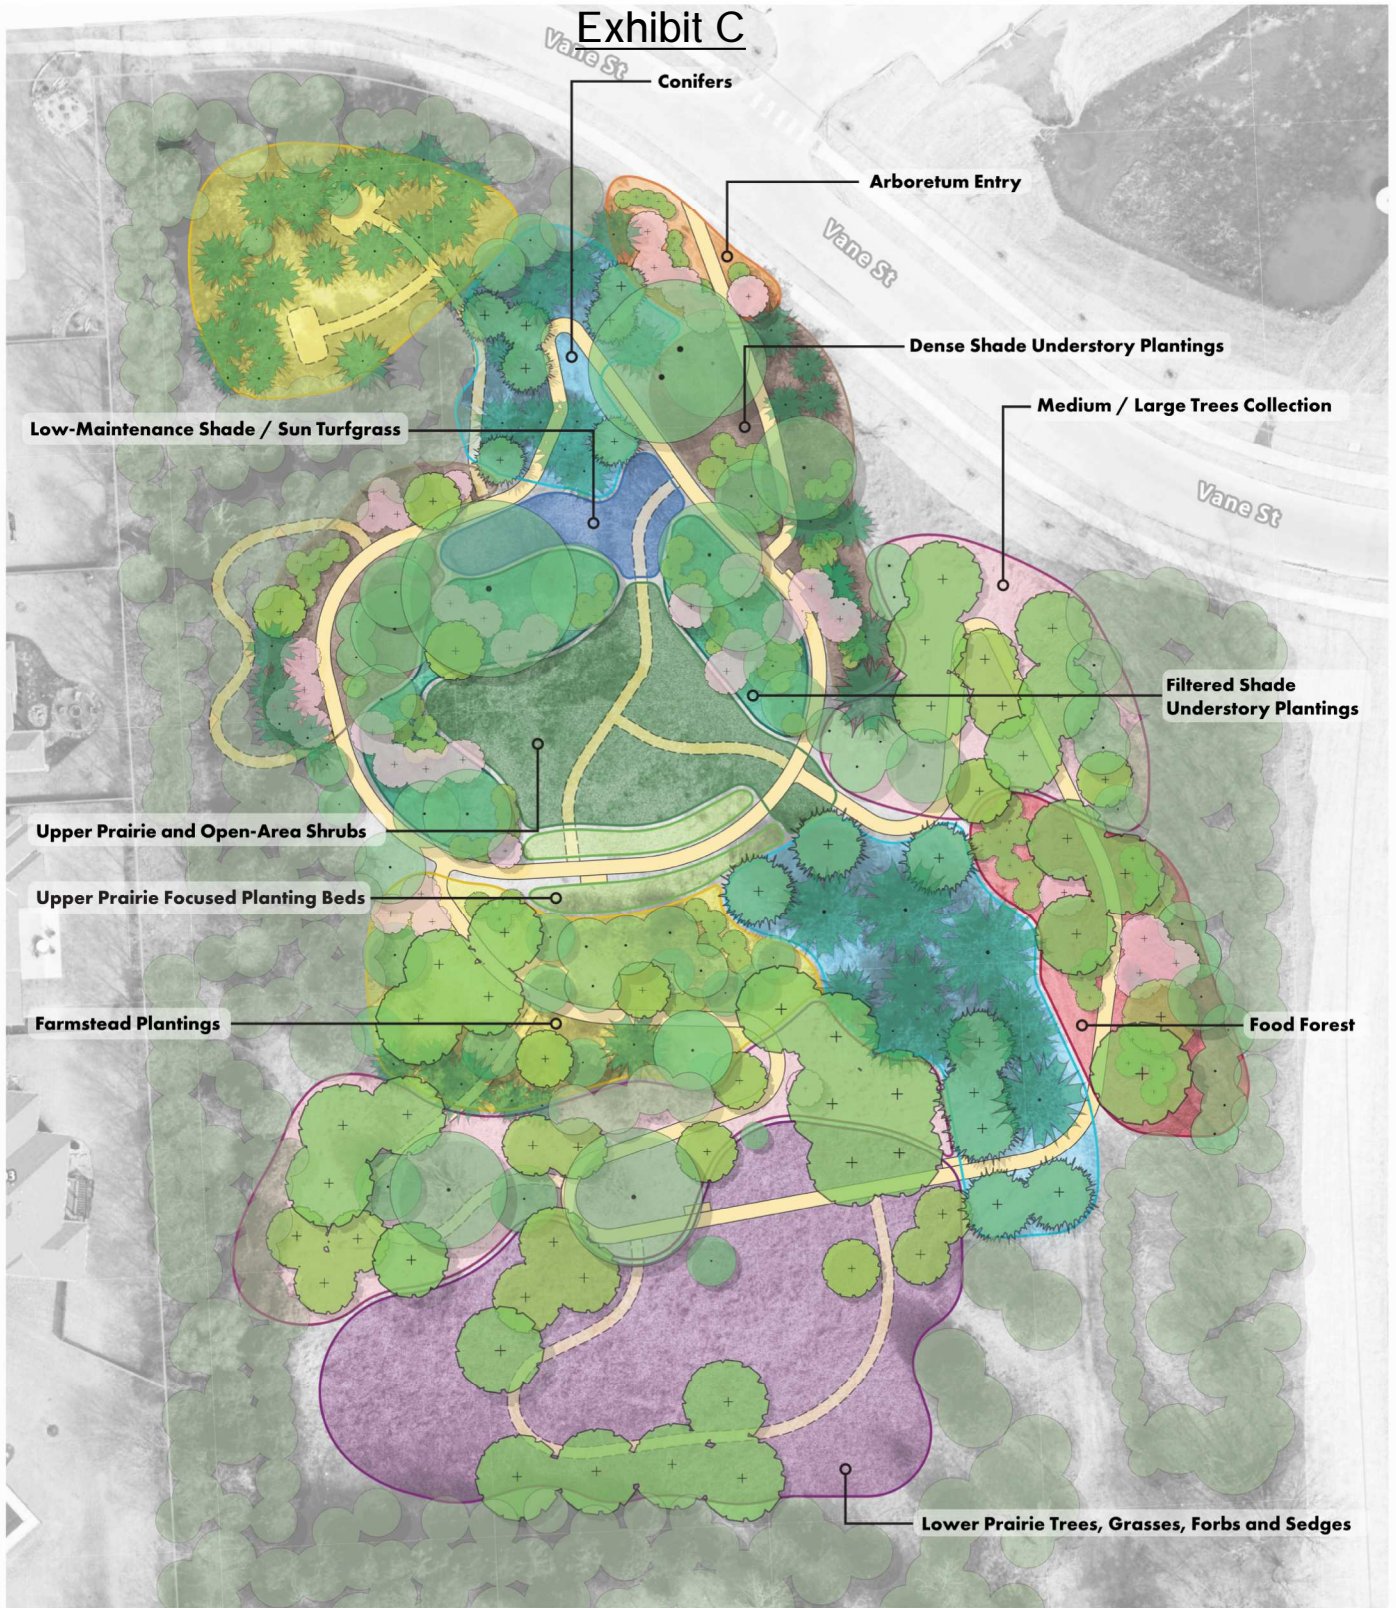 Exhibit C
Vane St
Conifers
Arboretum Entry
Vane St
Dense Shade Understory Plantings
Medium / Large Trees Collection
Low-Maintenance Shade / Sun Turfgrass
Vane St
Filtered Shade
Understory Plantings
Upper Prairie and Open-Area Shrubs
Upper Prairie Focused Planting Beds
Farmstead Plantings
Food Forest
Lower Prairie Trees, Grasses, Forbs and Sedges